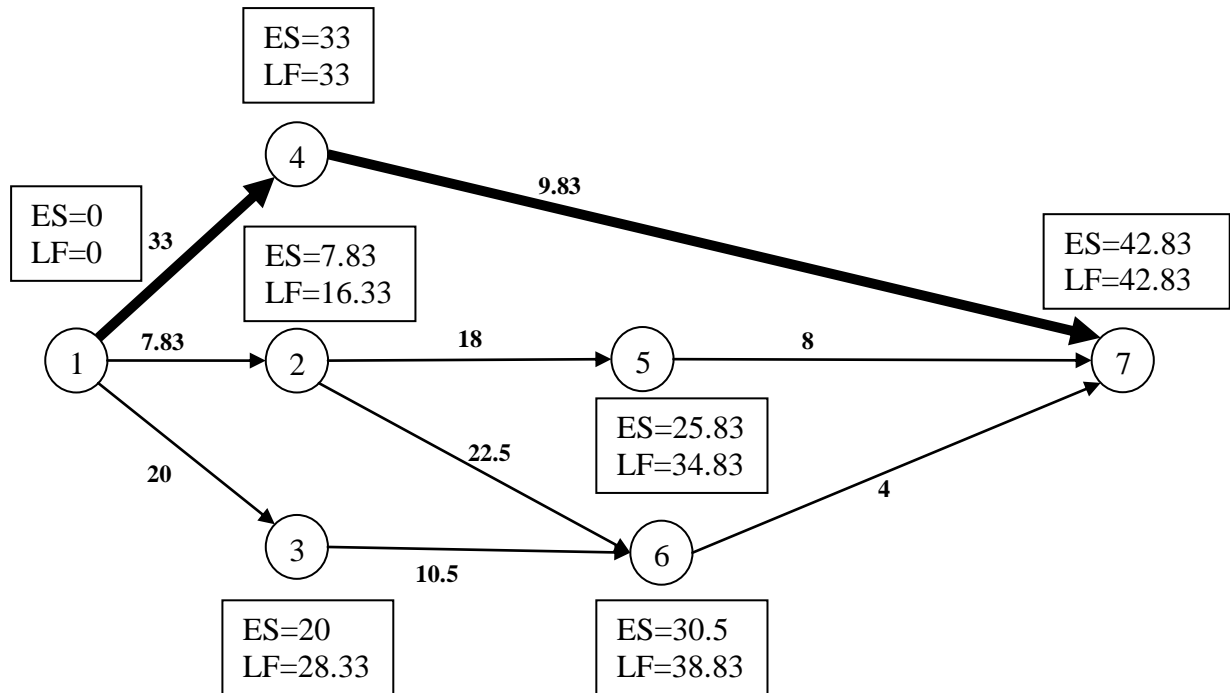 ES=33
LF=33
4
9.83
ES=0
LF=0
33
ES=7.83
LF=16.33
ES=42.83
LF=42.83
1
7.83
2
18
5
8
7
ES=25.83
LF=34.83
20
22.5
4
3
10.5
6
ES=20
LF=28.33
ES=30.5
LF=38.83